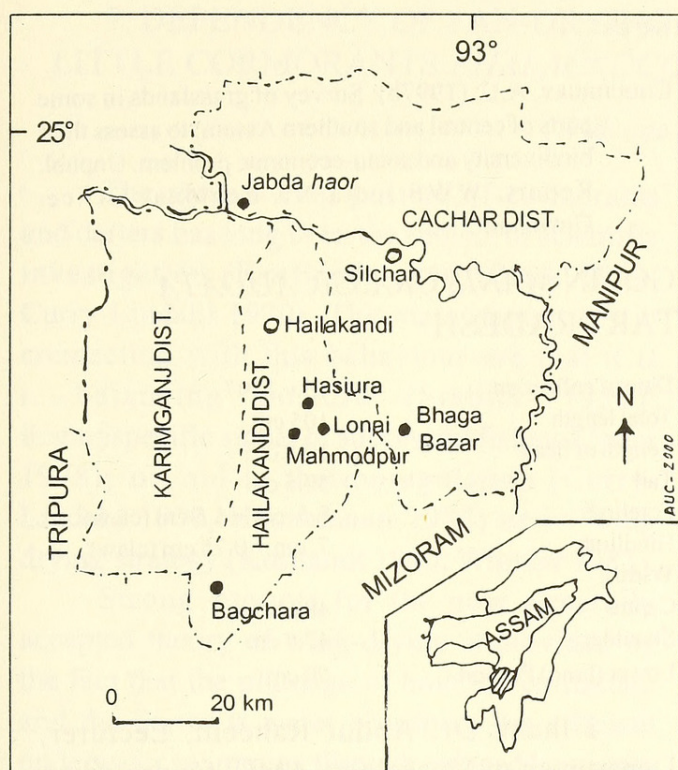 93°
25°
Jabda haor
CACHAR DIST.
Silchan
MANIPUR
Hailakandi
KARIMGANJ DIST.
HAILAKANDI DIST.
Hasiura
Lonai
Mahmodpur
Bhaga
Bazar
N
AUC. 2000
TRIPURA
MIZORAM
Bagchara
ASSAM
0 20 km